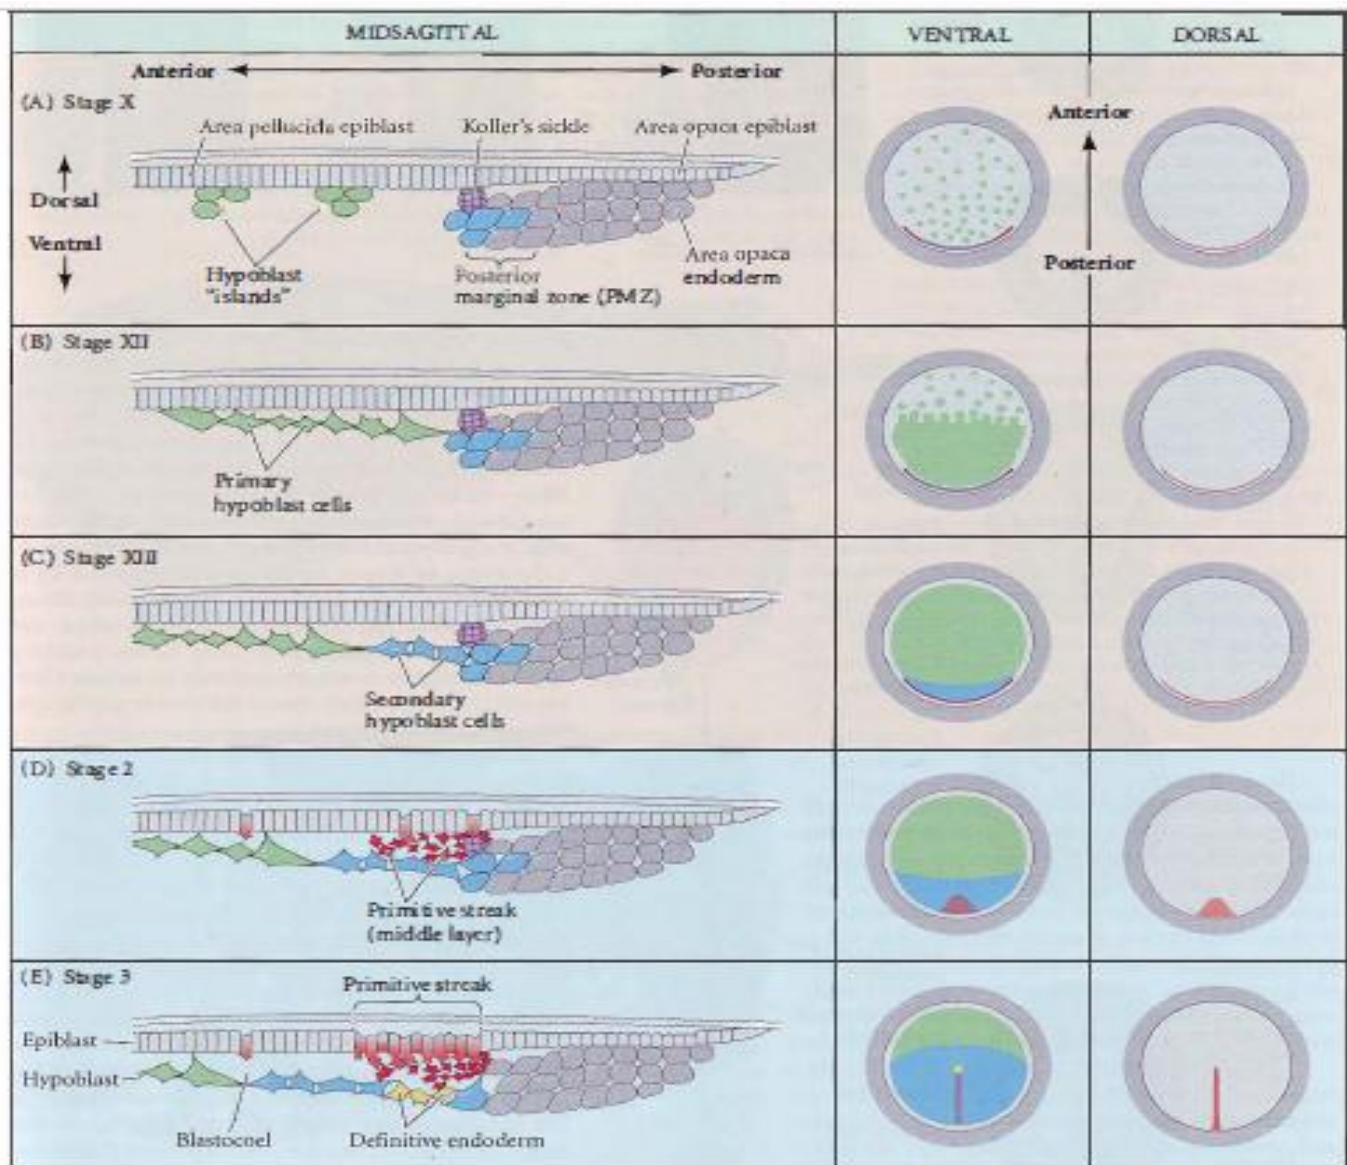 MIDSAGITTAL
VENTRAL
DORSAL
Anterior
Posterior
(A) Stage X
Area pellucida epiblast
Koller's sickle
Area opaca epiblast
Dorsal
Ventral
Hypoblast
"islands"
Posterior
marginal zone (PMZ)
Area opaca
endoderm
Anterior
Posterior
(B) Stage XII
Primary
hypoblast cells
(C) Stage XIII
Secondary
hypoblast cells
(D) Stage 2
Primitive streak
(middle layer)
(E) Stage 3
Primitive streak
Epiblast
Hypoblast
Blastocoel
Definitive endoderm